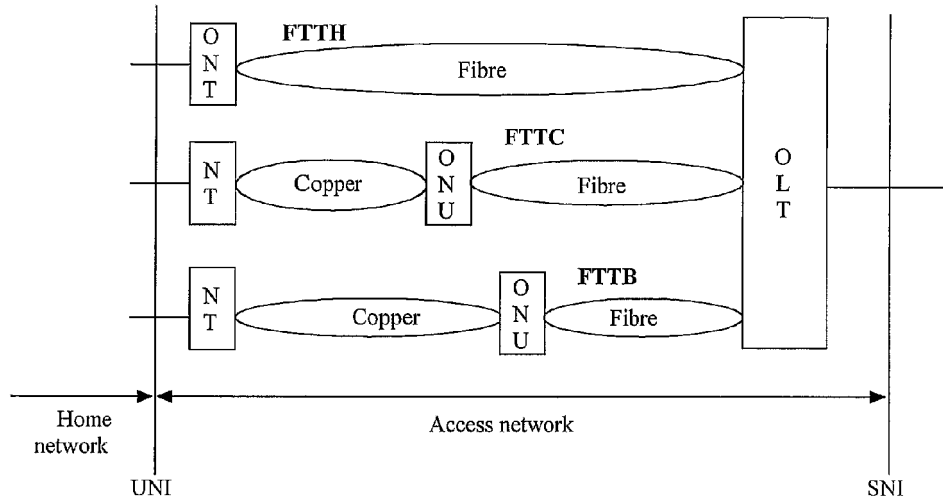 FTTH
O
N
T
Fibre
FTTC
N
T
Copper
O
N
U
Fibre
O
L
T
FTTB
N
T
Copper
O
N
U
Fibre
Home
network
Access network
UNI
SNI